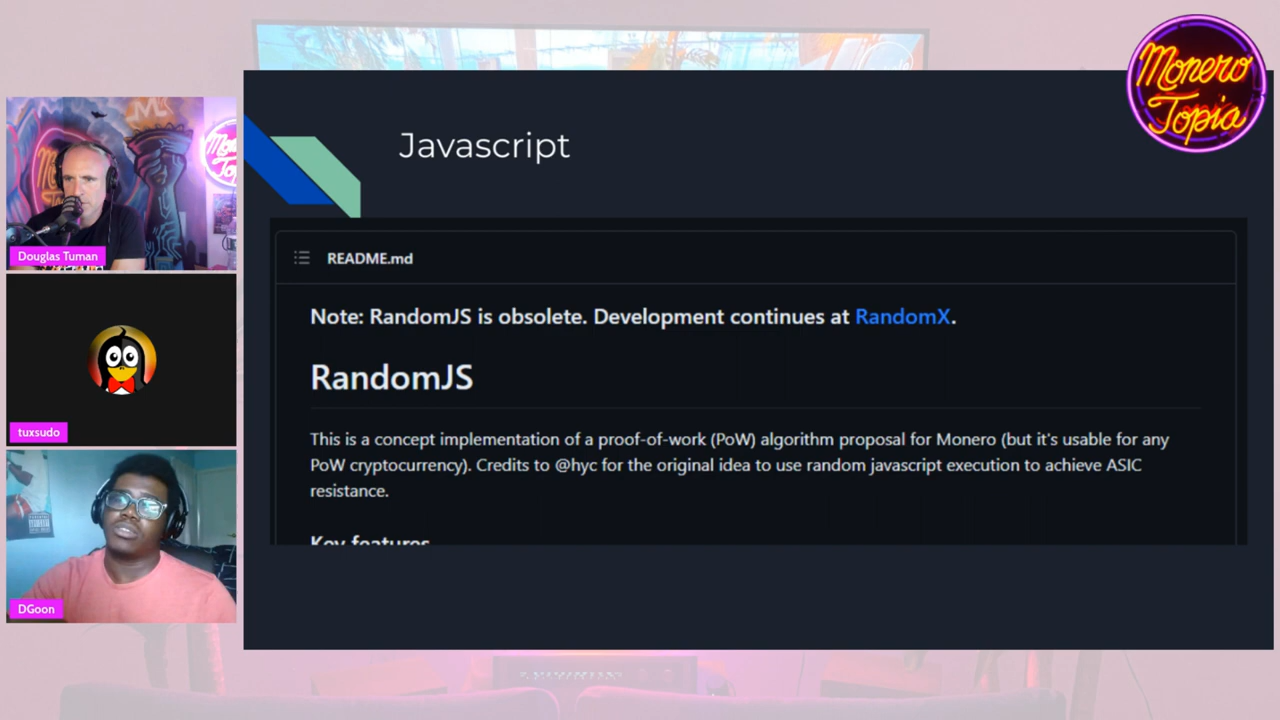 Monero
Topia
Javascript
README.md
Note: RandomJS is obsolete. Development continues at RandomX.
RandomJS
This is a concept implementation of a proof-of-work (PoW) algorithm proposal for Monero (but it's usable for any
PoW cryptocurrency). Credits to @hyc for the original idea to use random javascript execution to achieve ASIC
resistance.
Key features
Douglas Tuman
tuxsudo
DGoon